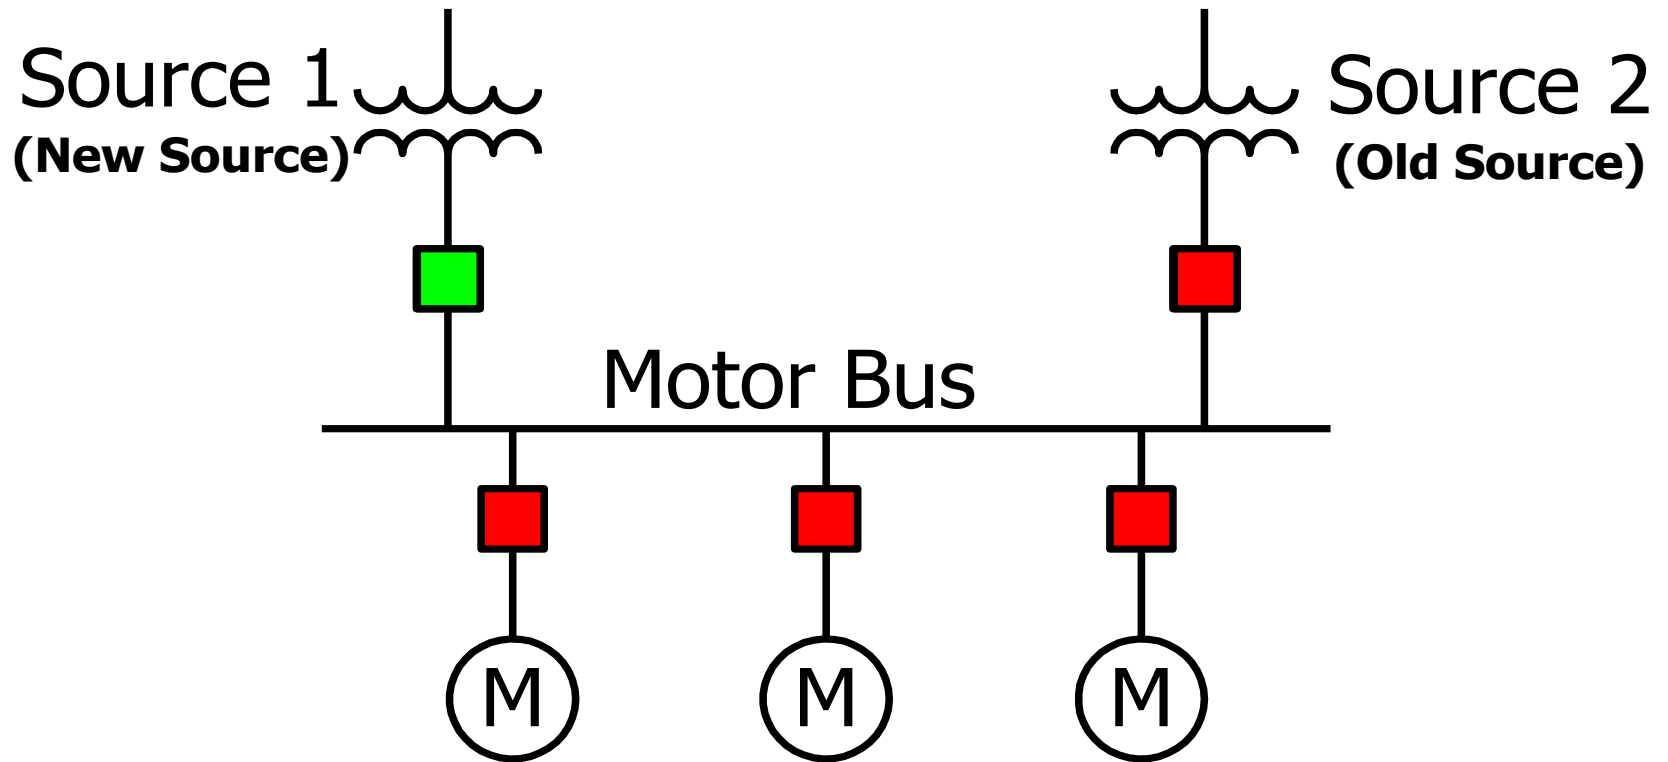 Source 1
(New Source)
Source 2
(Old Source)
Motor Bus
M
M
M